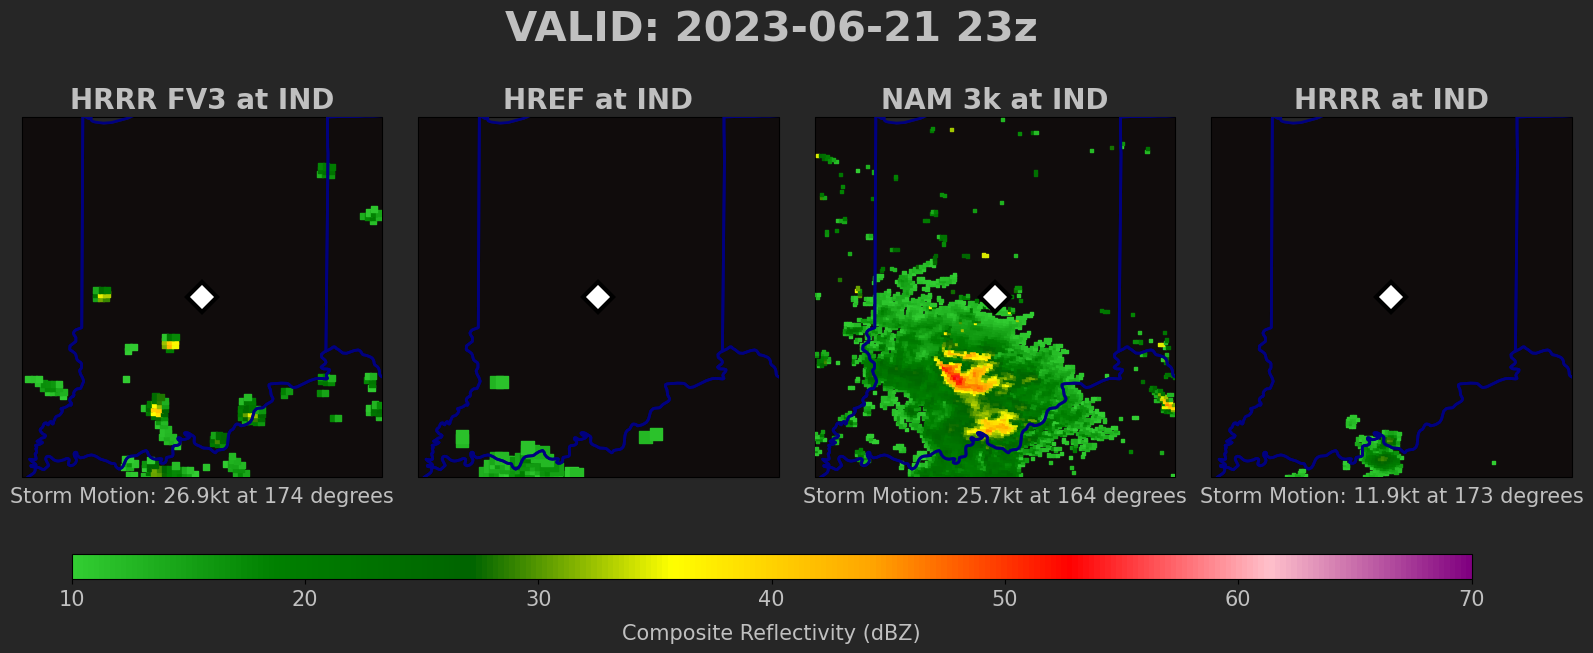 VALID: 2023-06-21 23z
HRRR FV3 at IND
HREF at IND
NAM 3k at IND
HRRR at IND
Storm Motion: 26.9kt at 174 degrees
Storm Motion: 25.7kt at 164 degrees
Storm Motion: 11.9kt at 173 degrees
10 20 30 40 50 60 70
Composite Reflectivity (dBZ)